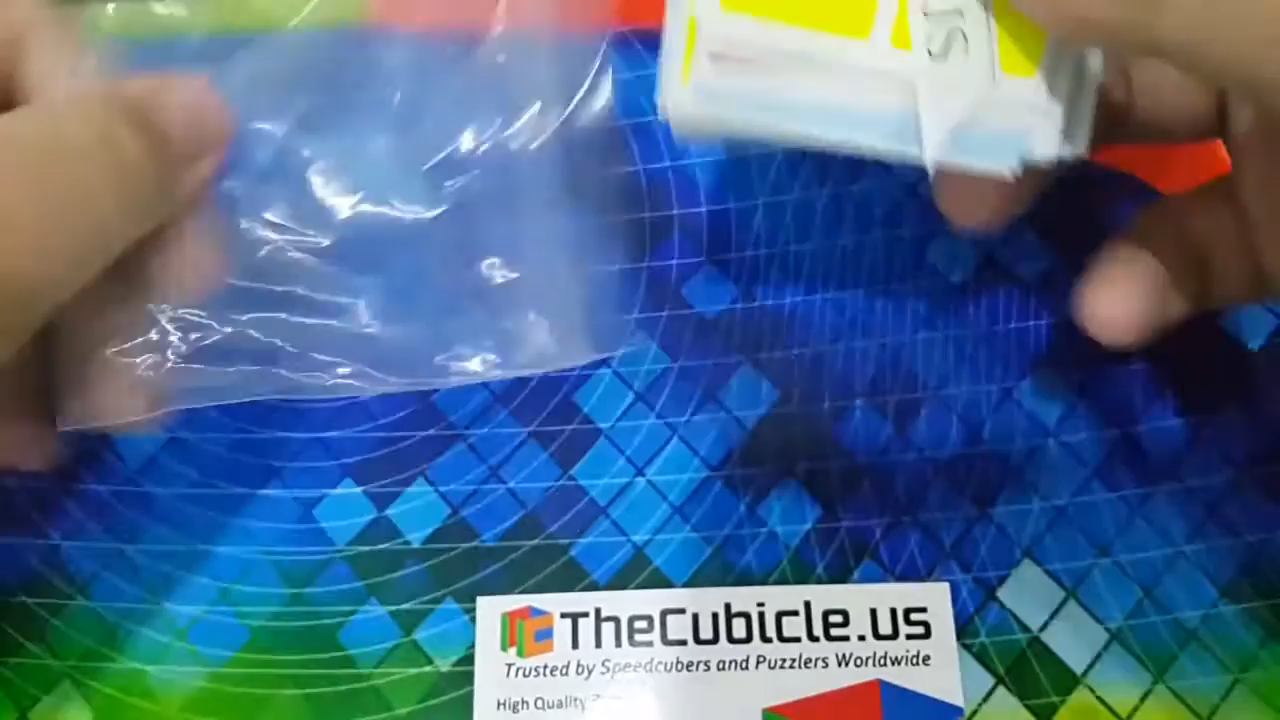 TheCubicle.us
Trusted by Speedcubers and Puzzlers Worldwide
High Quality